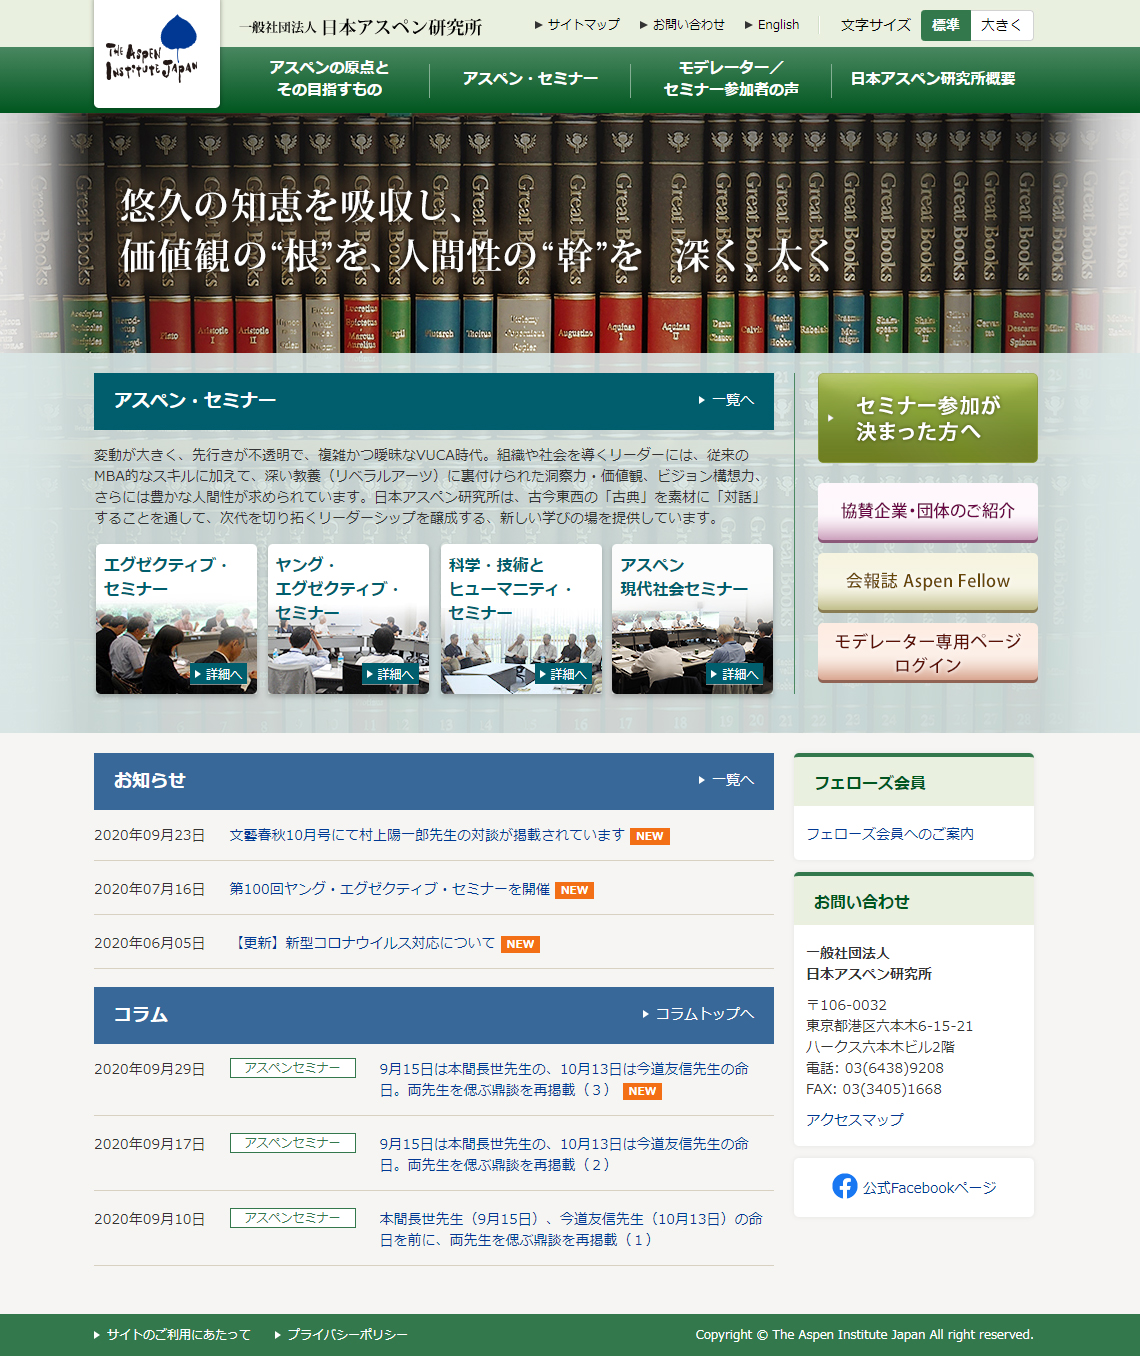 THE ASPEN
INSTITUTE JAPAN
一般社団法人 日本アスペン研究所
サイトマップ
お問い合わせ
English
文字サイズ
標準
大きく
アスペンの原点と
その目指すもの
アスペン・セミナー
モデレーター／
セミナー参加者の声
日本アスペン研究所概要
悠久の知恵を吸収し、
価値観の“根”を、人間性の“幹”を　深く、太く
アスペン・セミナー
一覧へ
変動が大きく、先行きが不透明で、複雑かつ曖昧なVUCA時代。組織や社会を導くリーダーには、従来の
MBA的なスキルに加えて、深い教養（リベラルアーツ）に裏付けられた洞察力・価値観、ビジョン構想力、
さらには豊かな人間性が求められています。日本アスペン研究所は、古今東西の「古典」を素材に「対話」
することを通して、次代を切り拓くリーダーシップを醸成する、新しい学びの場を提供しています。
エグゼクティブ・
セミナー
詳細へ
ヤング・
エグゼクティブ・
セミナー
詳細へ
科学・技術と
ヒューマニティ・
セミナー
詳細へ
アスペン
現代社会セミナー
詳細へ
セミナー参加が
決まった方へ
協賛企業・団体のご紹介
会報誌 Aspen Fellow
モデレーター専用ページ
ログイン
お知らせ
一覧へ
2020年09月23日 文藝春秋10月号にて村上陽一郎先生の対談が掲載されています NEW
2020年07月16日 第100回ヤング・エグゼクティブ・セミナーを開催 NEW
2020年06月05日 【更新】新型コロナウイルス対応について NEW
コラム
コラムトップへ
2020年09月29日 アスペンセミナー 9月15日は本間長世先生の、10月13日は今道友信先生の命
日。両先生を偲ぶ鼎談を再掲載（３） NEW
2020年09月17日 アスペンセミナー 9月15日は本間長世先生の、10月13日は今道友信先生の命
日。両先生を偲ぶ鼎談を再掲載（２）
2020年09月10日 アスペンセミナー 本間長世先生（9月15日）、今道友信先生（10月13日）の命
日を前に、両先生を偲ぶ鼎談を再掲載（１）
フェローズ会員
フェローズ会員へのご案内
お問い合わせ
一般社団法人
日本アスペン研究所
〒106-0032
東京都港区六本木6-15-21
ハークス六本木ビル2階
電話: 03(6438)9208
FAX: 03(3405)1668
アクセスマップ
公式Facebookページ
サイトのご利用にあたって
プライバシーポリシー
Copyright © The Aspen Institute Japan All right reserved.